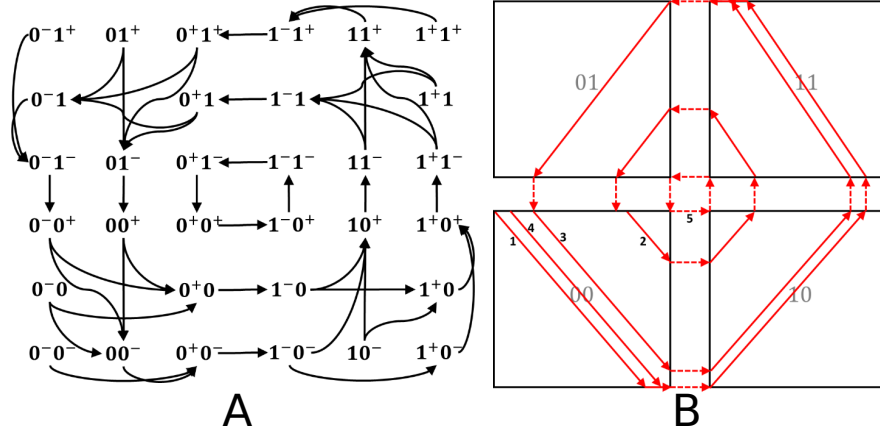 0⁻1⁺ 01⁺ 0⁺1⁺ 1⁻1⁺ 11⁺ 1⁺1⁺
0⁻1 0⁺1 1⁻1 1⁺1
0⁻1⁻ 01⁻ 0⁺1⁻ 1⁻1⁻ 11⁻ 1⁺1⁻
0⁻0⁺ 00⁺ 0⁺0⁺ 1⁻0⁺ 10⁺ 1⁺0⁺
0⁻0 0⁺0 1⁻0 1⁺0
0⁻0⁻ 00⁻ 0⁺0⁻ 1⁻0⁻ 10⁻ 1⁺0⁻
A
01 11
1 4 3 2 5
00 10
B